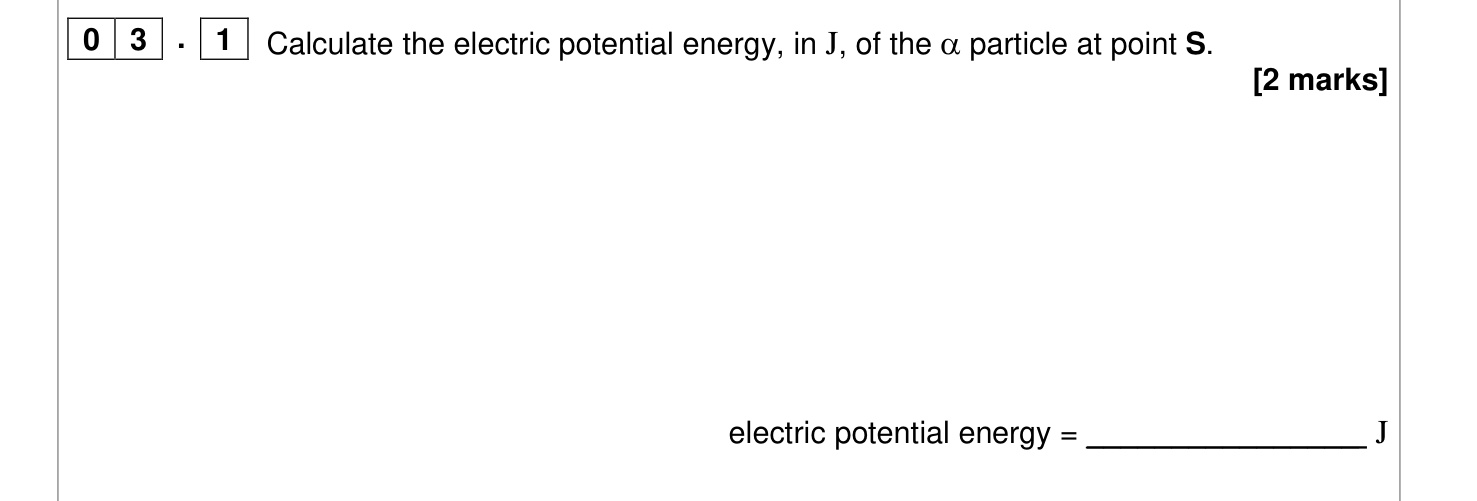 0 3 . 1 Calculate the electric potential energy, in J, of the α particle at point S.
[2 marks]
electric potential energy = ____________________ J